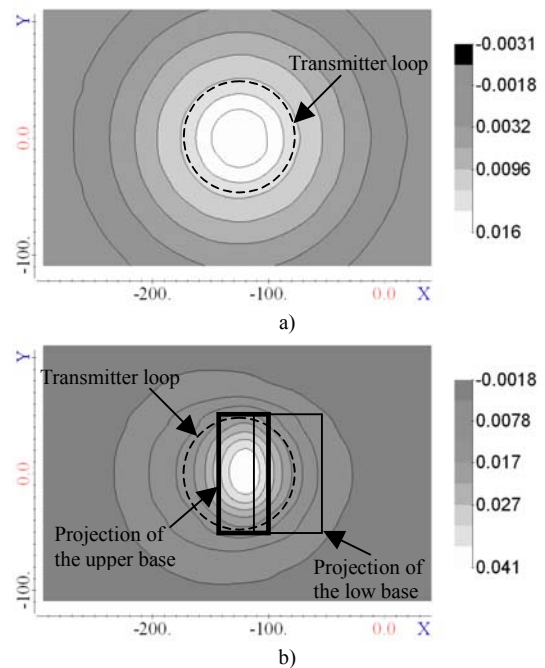 Y
0.0
-100.
Transmitter loop
-0.0031
-0.0018
0.0032
0.0096
0.016
-200. -100. 0.0 X
a)
Y
0.0
-100.
Transmitter loop
Projection of
the upper base
Projection of
the low base
-0.0018
0.0078
0.017
0.027
0.041
-200. -100. 0.0 X
b)